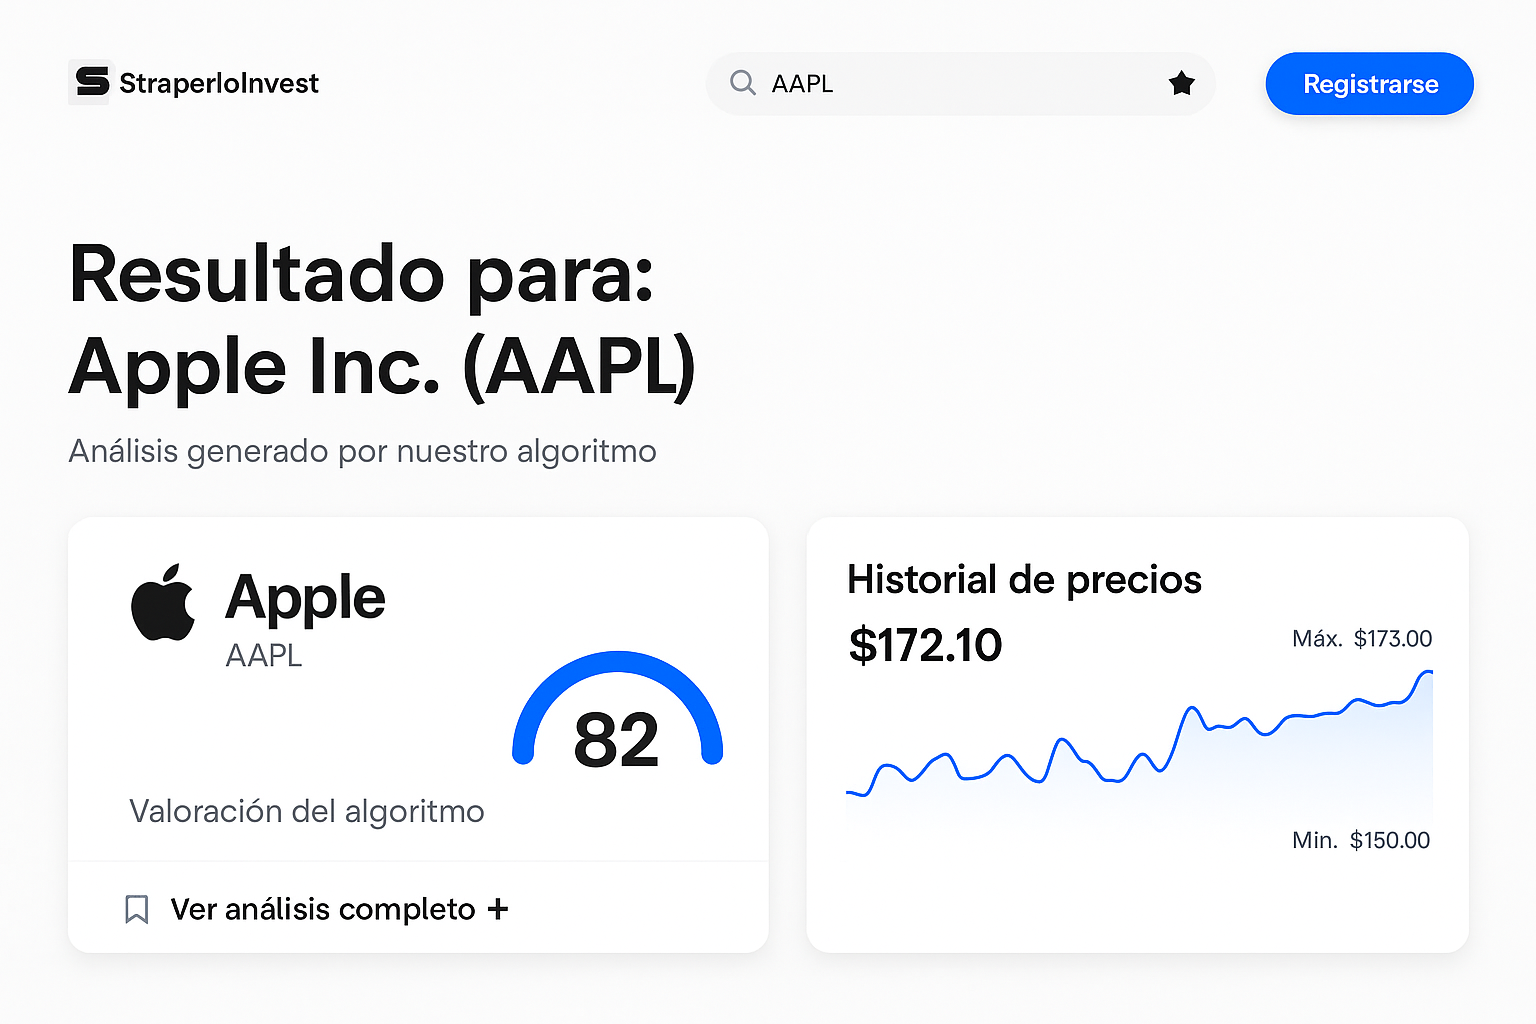 StraperloInvest
AAPL
Registrarse
Resultado para:
Apple Inc. (AAPL)
Análisis generado por nuestro algoritmo
Apple
AAPL
82
Valoración del algoritmo
Ver análisis completo +
Historial de precios
$172.10
Máx. $173.00
Min. $150.00